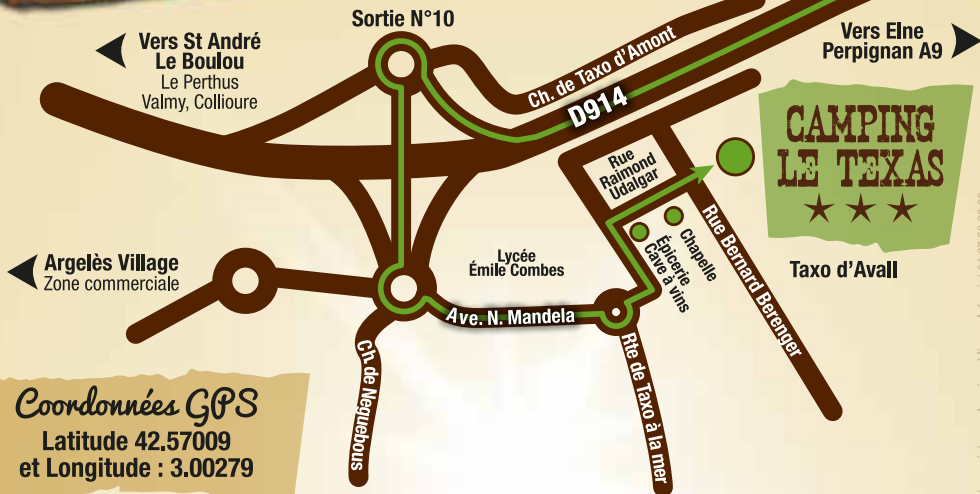 Sortie N°10
Vers St André
Le Boulou
Le Perthus
Valmy, Collioure
Ch. de Taxo d'Amont
D914
Vers Elne
Perpignan A9
CAMPING
LE TEXAS
Taxo d'Avall
Rue
Raimond
Udalgar
Rue Bernard Berenger
Chapelle
Épicerie
Cave à vins
Lycée
Émile Combes
Argelès Village
Zone commerciale
Ave. N. Mandela
Ch. de Neguebous
Rte de Taxo à la mer
Coordonnées GPS
Latitude 42.57009
et Longitude : 3.00279